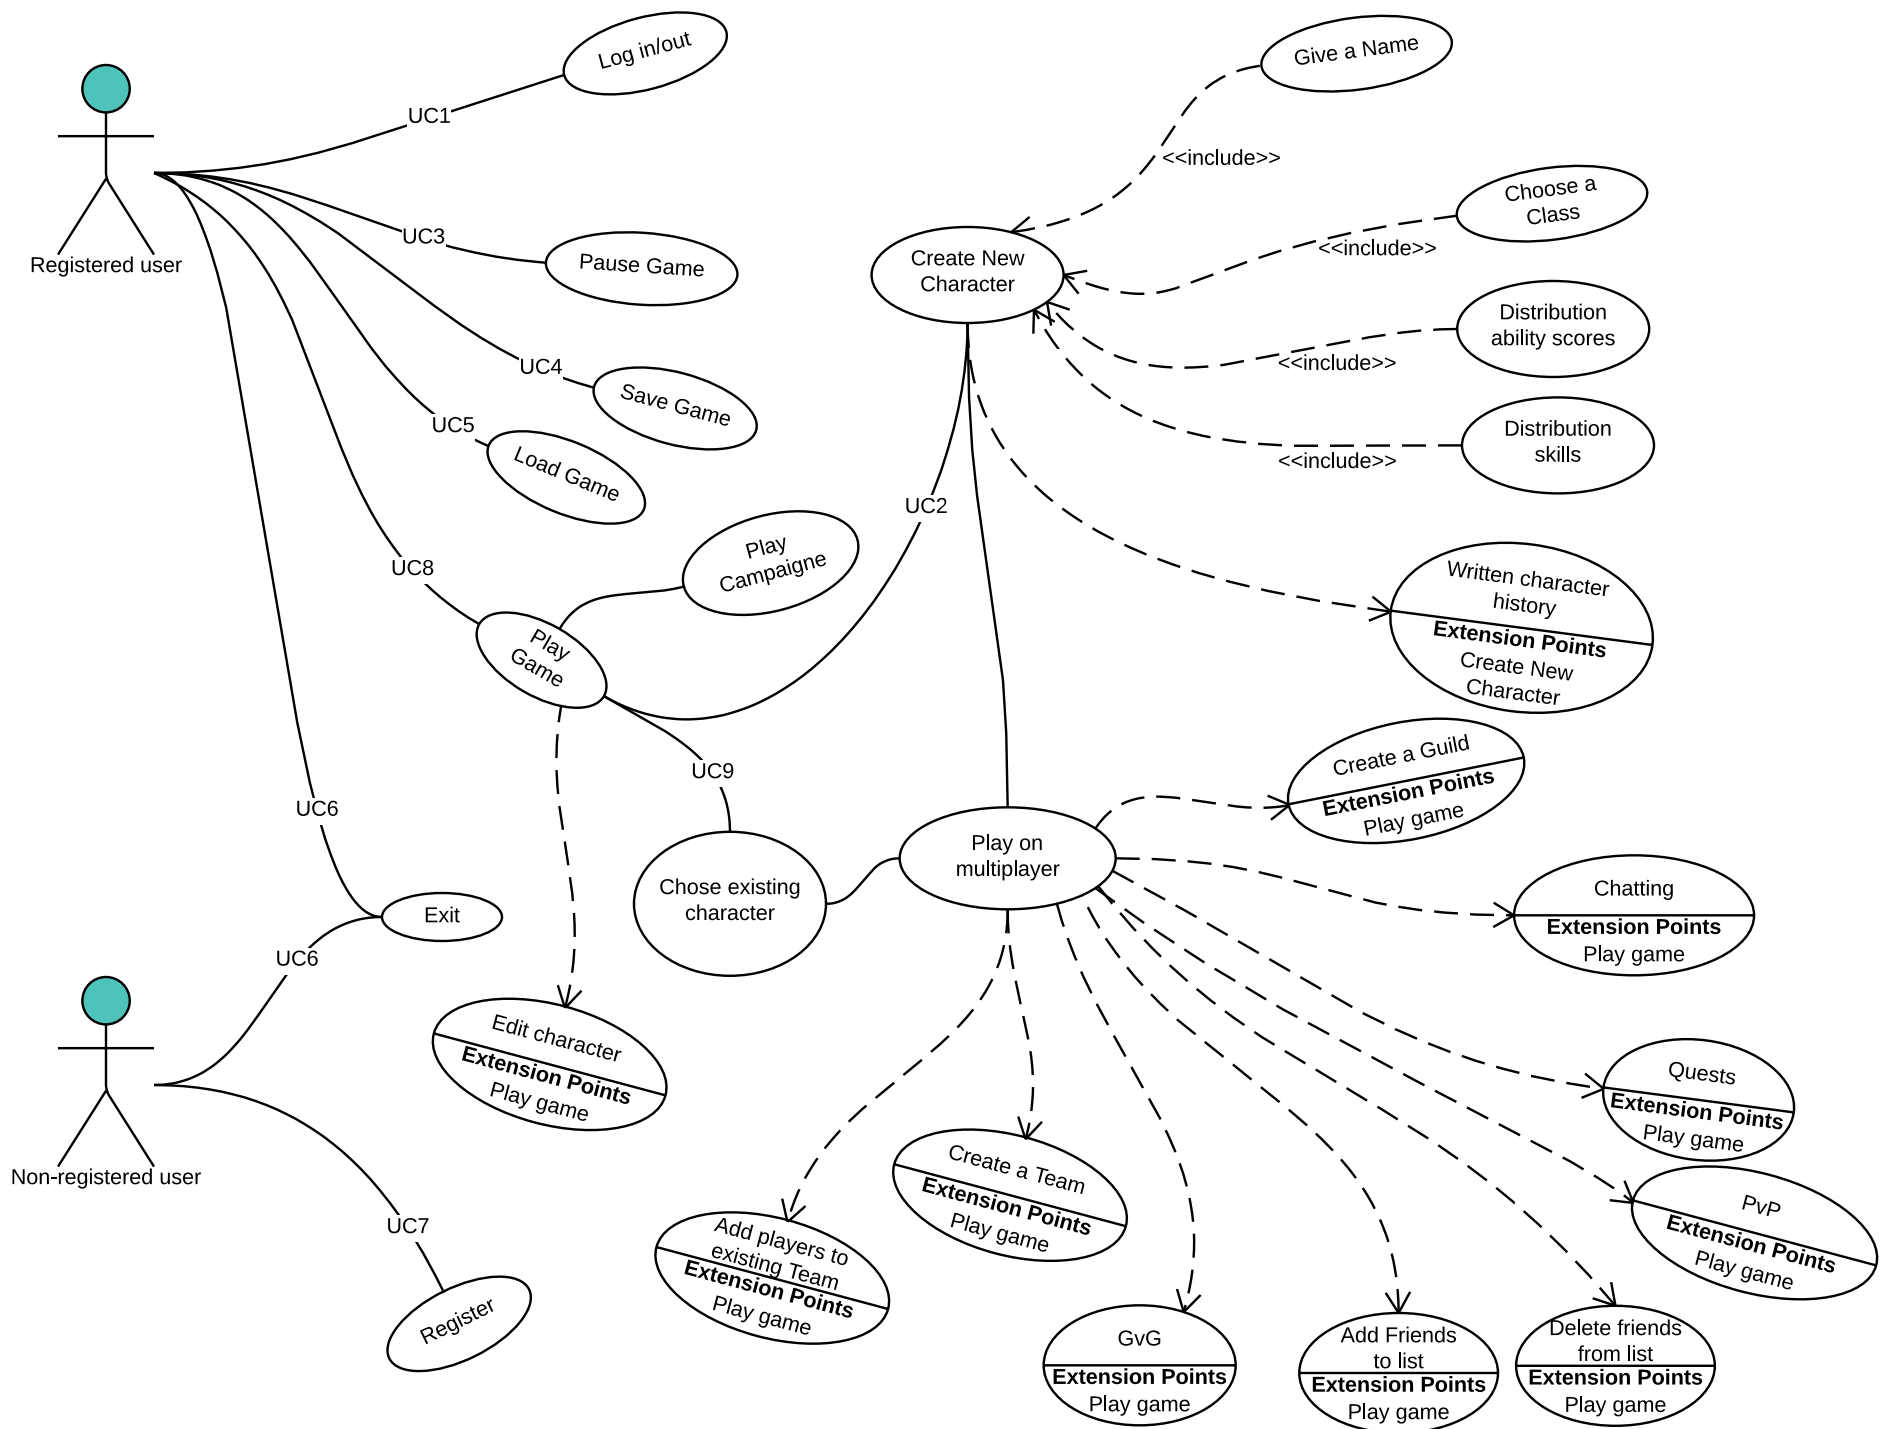 Log in/out
Give a Name
UC1
<<include>>
Choose a
Class
Registered user
UC3
Pause Game
Create New
Character
<<include>>
Distribution
ability scores
<<include>>
UC4
Save Game
UC5
Load Game
Distribution
skills
<<include>>
UC2
Play
Campaigne
UC8
Play
Game
Written character
history
Extension Points
Create New
Character
UC9
Create a Guild
Extension Points
Play game
UC6
Play on
multiplayer
Chose existing
character
Chatting
Extension Points
Play game
Exit
UC6
Edit character
Extension Points
Play game
Quests
Extension Points
Play game
Non-registered user
UC7
Create a Team
Extension Points
Play game
PvP
Extension Points
Play game
Add players to
existing Team
Extension Points
Play game
Register
GvG
Extension Points
Play game
Add Friends
to list
Extension Points
Play game
Delete friends
from list
Extension Points
Play game